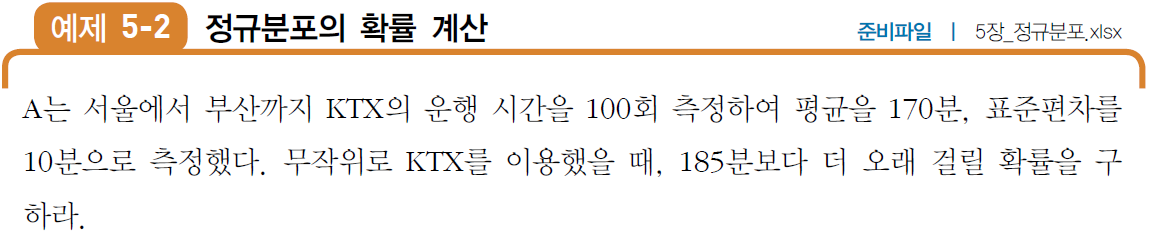 예제 5-2 정규분포의 확률 계산 준비파일 | 5장_정규분포.xlsx
A는 서울에서 부산까지 KTX의 운행 시간을 100회 측정하여 평균을 170분, 표준편차를
10분으로 측정했다. 무작위로 KTX를 이용했을 때, 185분보다 더 오래 걸릴 확률을 구
하라.